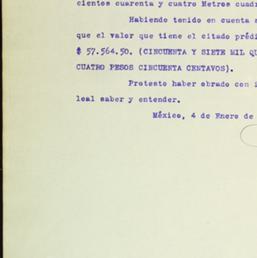 cientos cuarenta y cuatro Metros cuadr
Habiendo tenido en cuenta
que el valor que tiene el citado prédi
$ 57.564.50. (CINCUENTA Y SIETE MIL QU
CUATRO PESOS CINCUENTA CENTAVOS).
Protesto haber obrado con
leal saber y entender.
México, 4 de Enero de